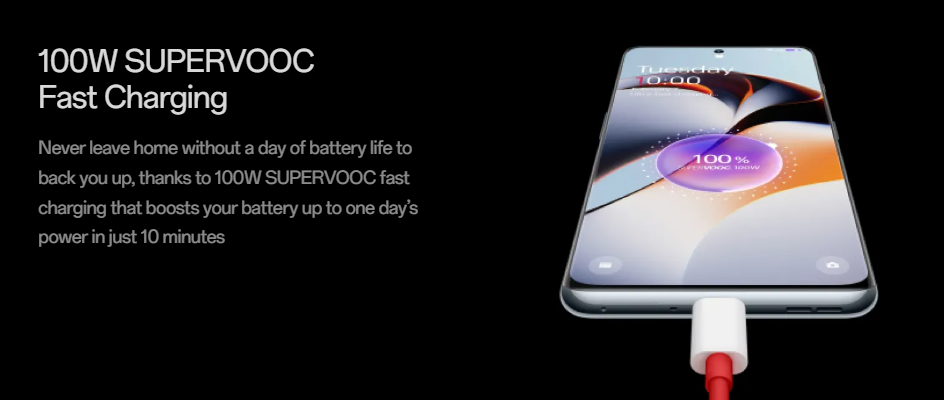 100W SUPERVOOC
Fast Charging
Never leave home without a day of battery life to
back you up, thanks to 100W SUPERVOOC fast
charging that boosts your battery up to one day’s
power in just 10 minutes
Tuesday
10:00
100 %
SUPERVOOC 100W